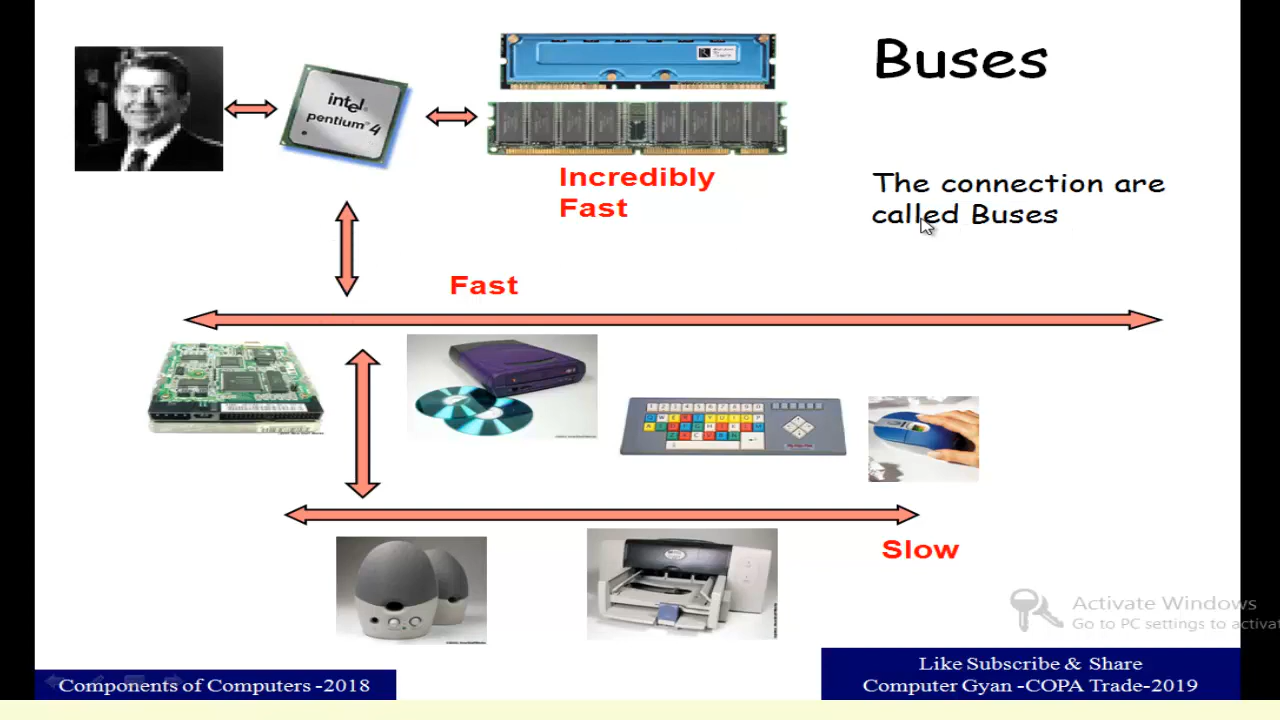 Buses
intel
pentium 4
Incredibly
Fast
The connection are
called Buses
Fast
Slow
Activate Windows
Go to PC settings to activat
Components of Computers -2018
Like Subscribe & Share
Computer Gyan -COPA Trade-2019